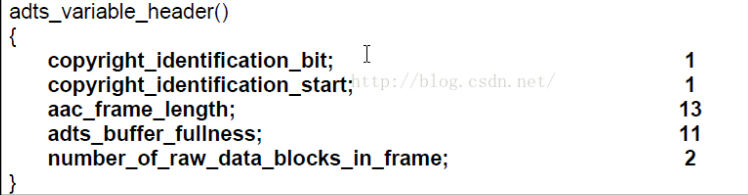 adts_variable_header()
{
copyright_identification_bit; 1
copyright_identification_start; 1
http://blog.csdn.net/
aac_frame_length; 13
adts_buffer_fullness; 11
number_of_raw_data_blocks_in_frame; 2
}